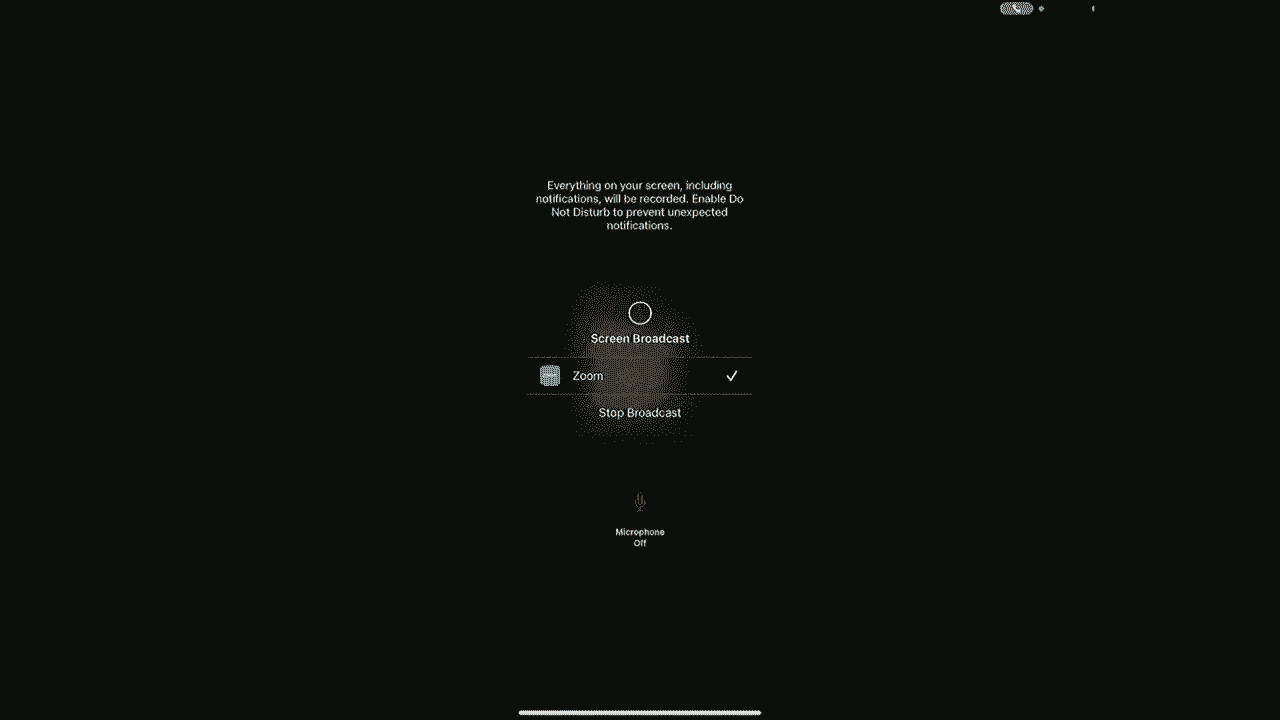 Everything on your screen, including
notifications, will be recorded. Enable Do
Not Disturb to prevent unexpected
notifications.
Screen Broadcast
Zoom
Stop Broadcast
Microphone
Off